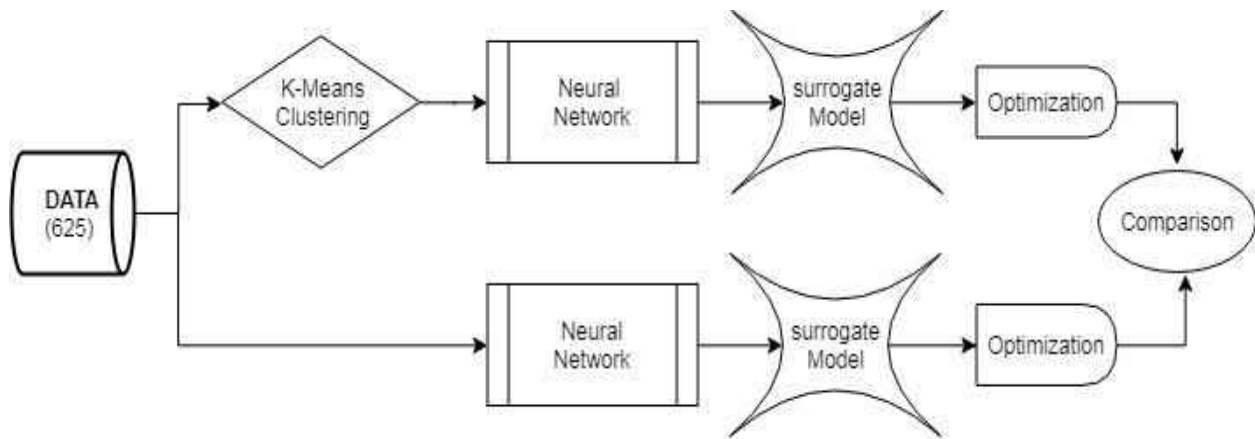 K-Means
Clustering
Neural
Network
surrogate
Model
Optimization
DATA
(625)
Comparison
Neural
Network
surrogate
Model
Optimization